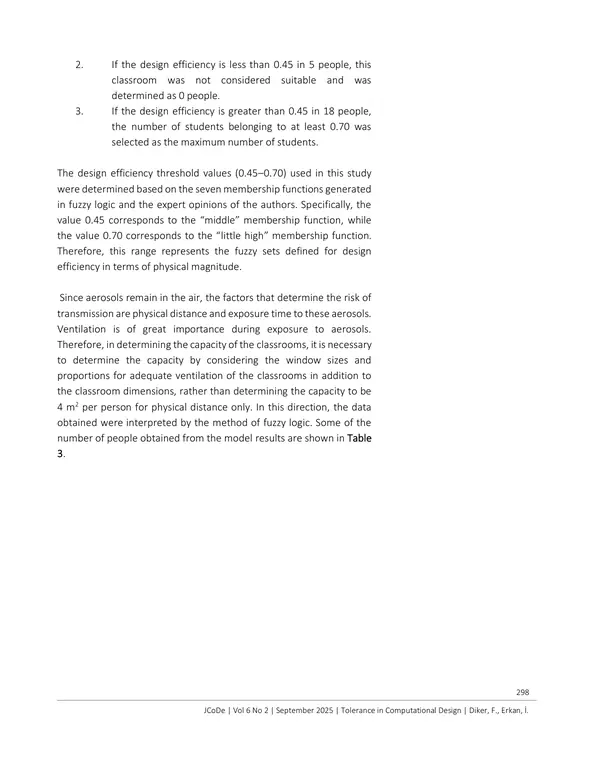 2. If the design efficiency is less than 0.45 in 5 people, this
classroom was not considered suitable and was
determined as 0 people.
3. If the design efficiency is greater than 0.45 in 18 people,
the number of students belonging to at least 0.70 was
selected as the maximum number of students.
The design efficiency threshold values (0.45–0.70) used in this study
were determined based on the seven membership functions generated
in fuzzy logic and the expert opinions of the authors. Specifically, the
value 0.45 corresponds to the “middle” membership function, while
the value 0.70 corresponds to the “little high” membership function.
Therefore, this range represents the fuzzy sets defined for design
efficiency in terms of physical magnitude.
Since aerosols remain in the air, the factors that determine the risk of
transmission are physical distance and exposure time to these aerosols.
Ventilation is of great importance during exposure to aerosols.
Therefore, in determining the capacity of the classrooms, it is necessary
to determine the capacity by considering the window sizes and
proportions for adequate ventilation of the classrooms in addition to
the classroom dimensions, rather than determining the capacity to be
4 m² per person for physical distance only. In this direction, the data
obtained were interpreted by the method of fuzzy logic. Some of the
number of people obtained from the model results are shown in Table
3.
298
JCoDe | Vol 6 No 2 | September 2025 | Tolerance in Computational Design | Diker, F., Erkan, İ.